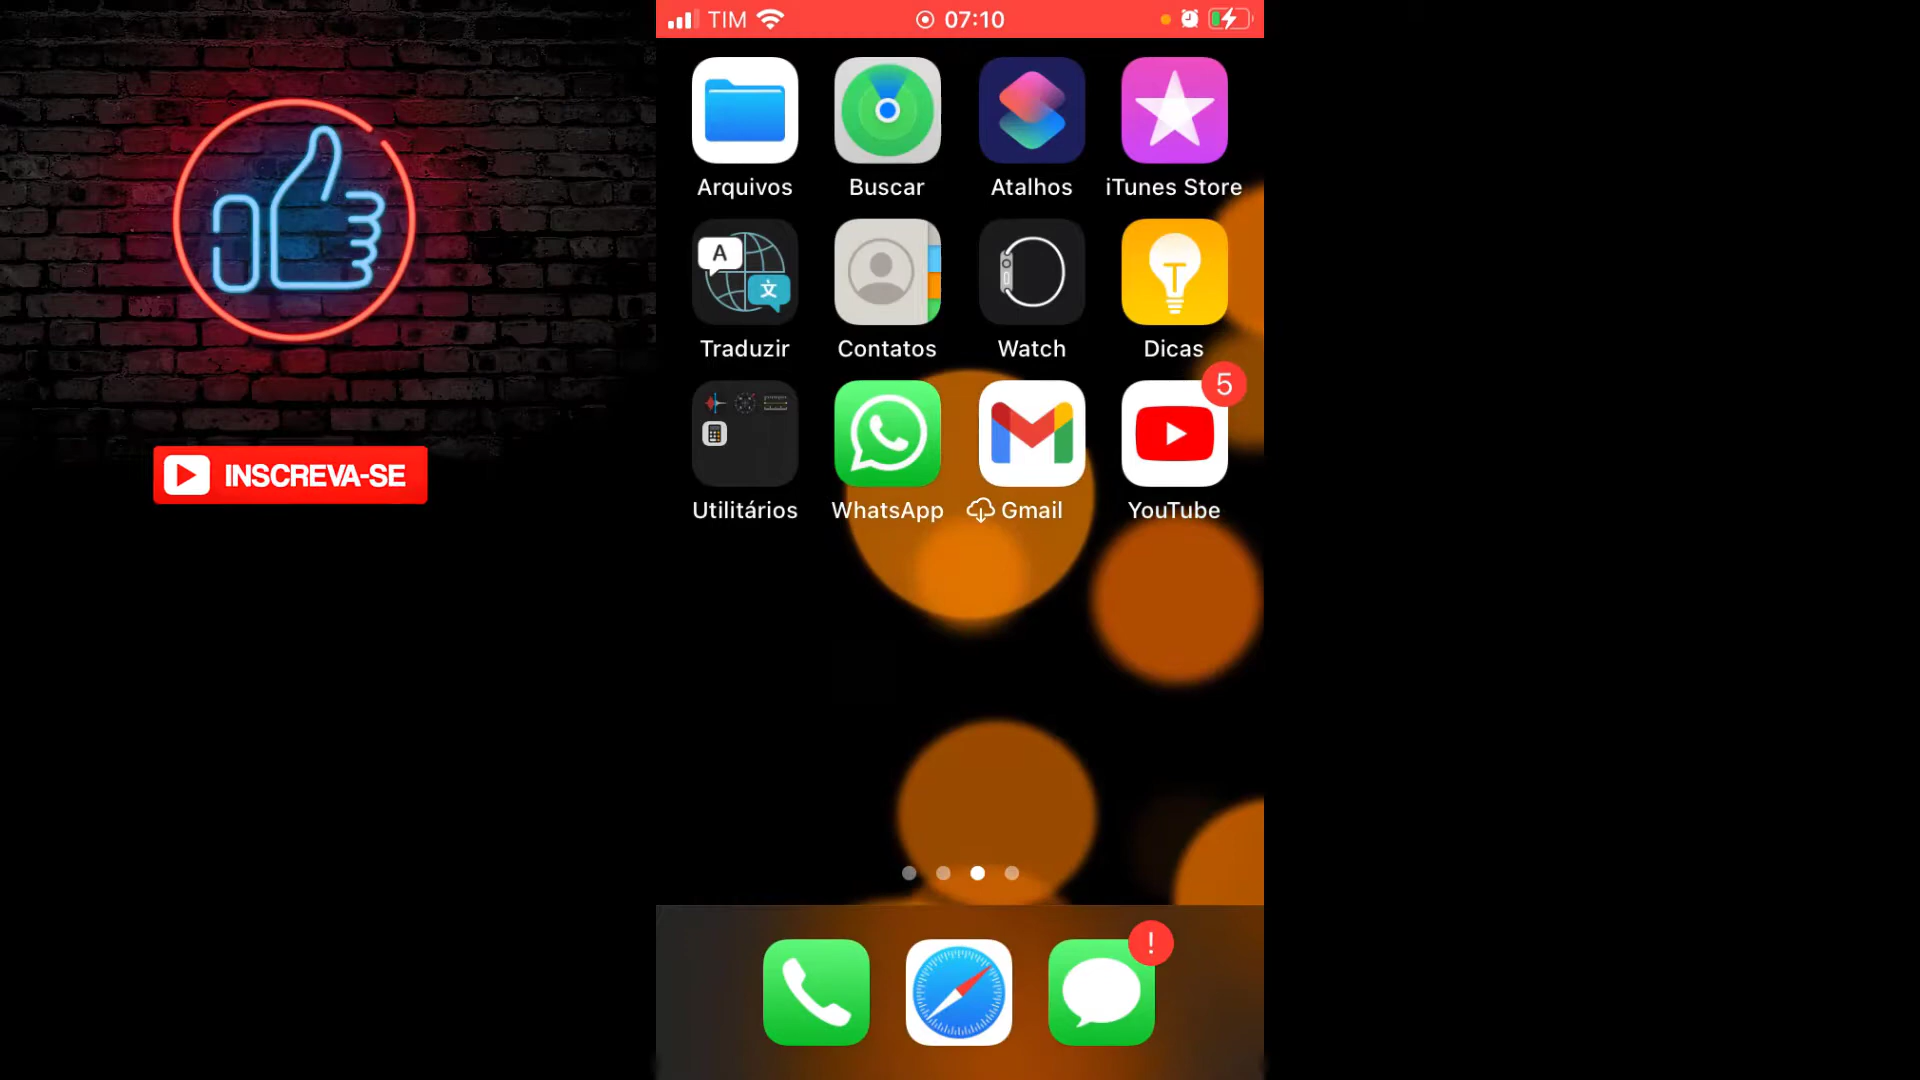 TIM 07:10
Arquivos Buscar Atalhos iTunes Store
A 文
Traduzir Contatos Watch Dicas
5
Utilitários WhatsApp Gmail YouTube
INSCREVA-SE
!